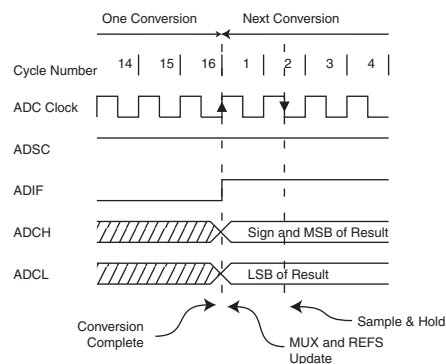 One Conversion Next Conversion
Cycle Number 14 15 16 1 2 3 4
ADC Clock
ADSC
ADIF
ADCH Sign and MSB of Result
ADCL LSB of Result
Sample & Hold
Conversion
Complete
MUX and REFS
Update